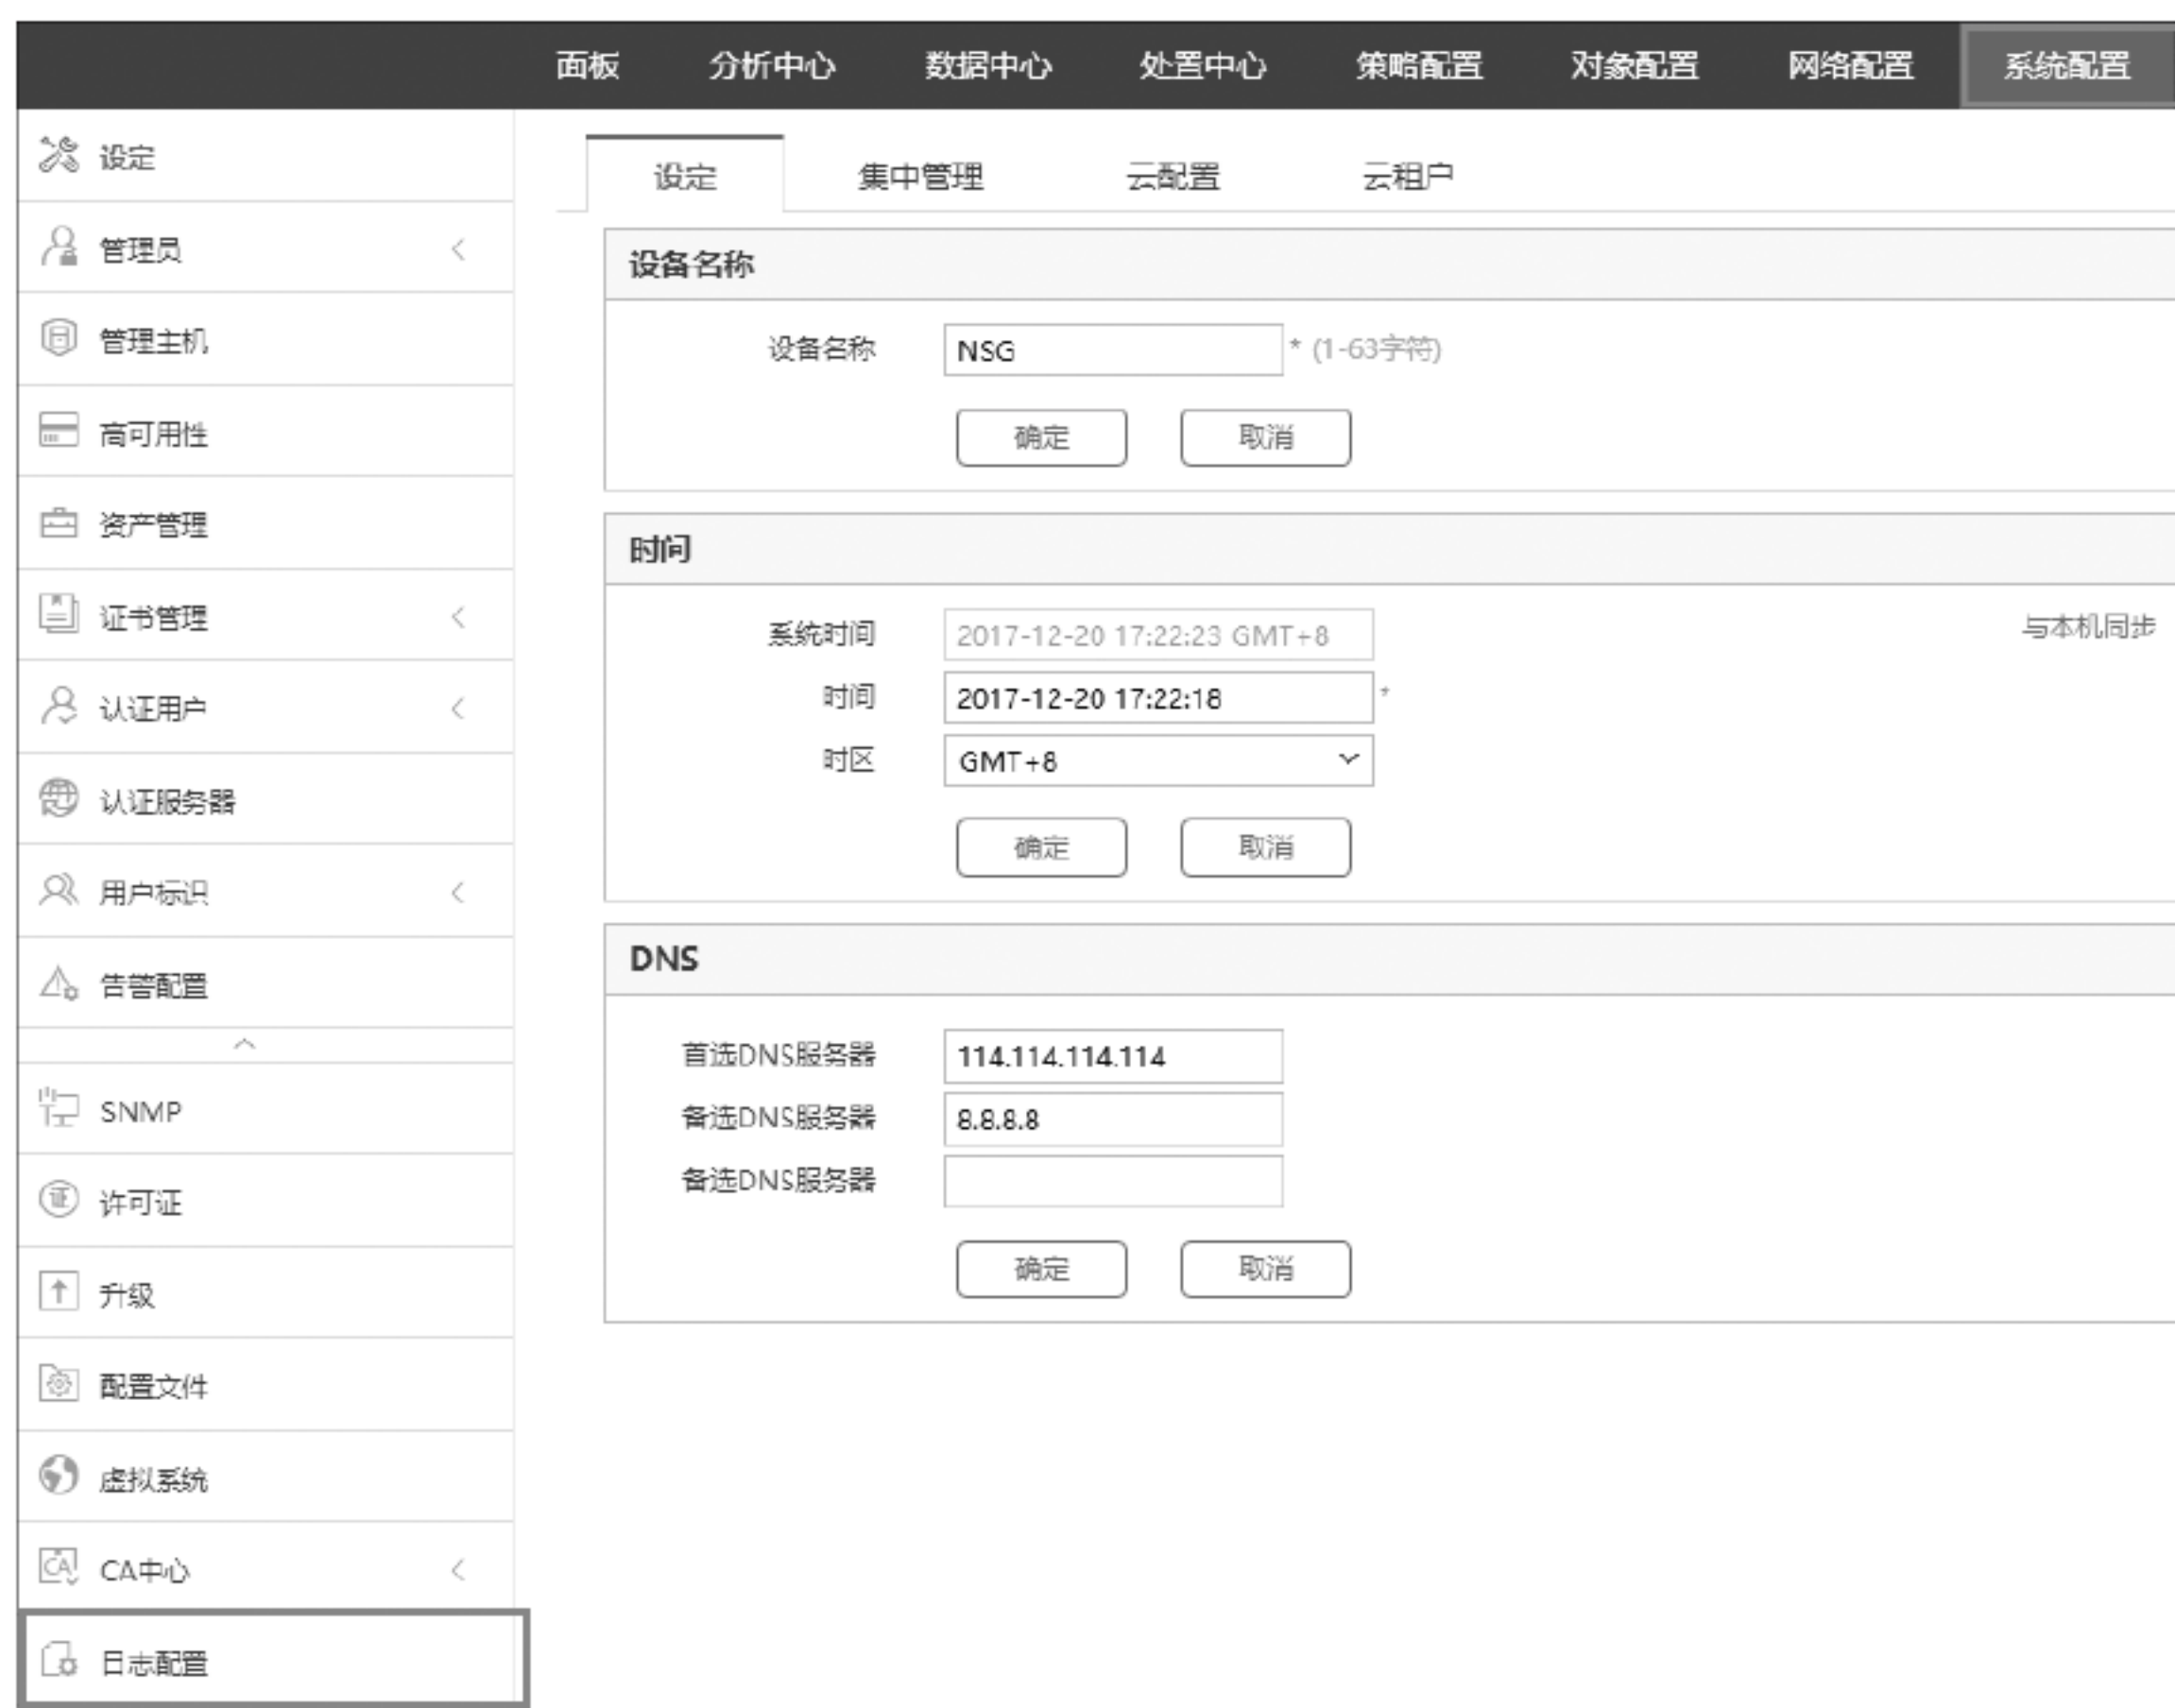 面板 分析中心 数据中心 处置中心 策略配置 对象配置 网络配置 系统配置
设定
管理员
管理主机
高可用性
资产管理
证书管理
认证用户
认证服务器
用户标识
告警配置
SNMP
许可证
升级
配置文件
虚拟系统
CA中心
日志配置
设定 集中管理 云配置 云租户
设备名称
设备名称 NSG * (1-63字符)
确定 取消
时间
系统时间 2017-12-20 17:22:23 GMT+8 与本机同步
时间 2017-12-20 17:22:18 *
时区 GMT+8
确定 取消
DNS
首选DNS服务器 114.114.114.114
备选DNS服务器 8.8.8.8
备选DNS服务器
确定 取消